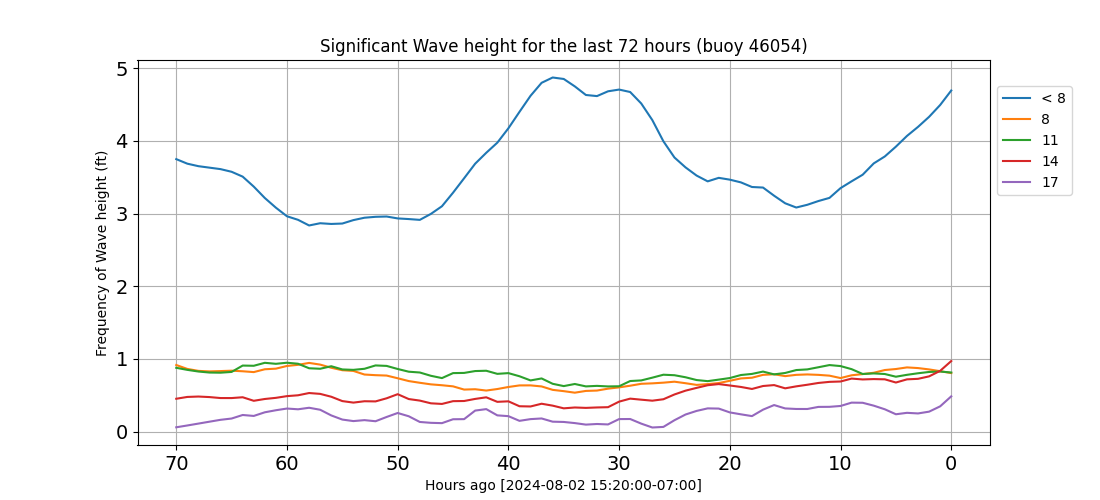 Significant Wave height for the last 72 hours (buoy 46054)
Frequency of Wave height (ft)
5
4
3
2
1
0
70 60 50 40 30 20 10 0
Hours ago [2024-08-02 15:20:00-07:00]
< 8
8
11
14
17